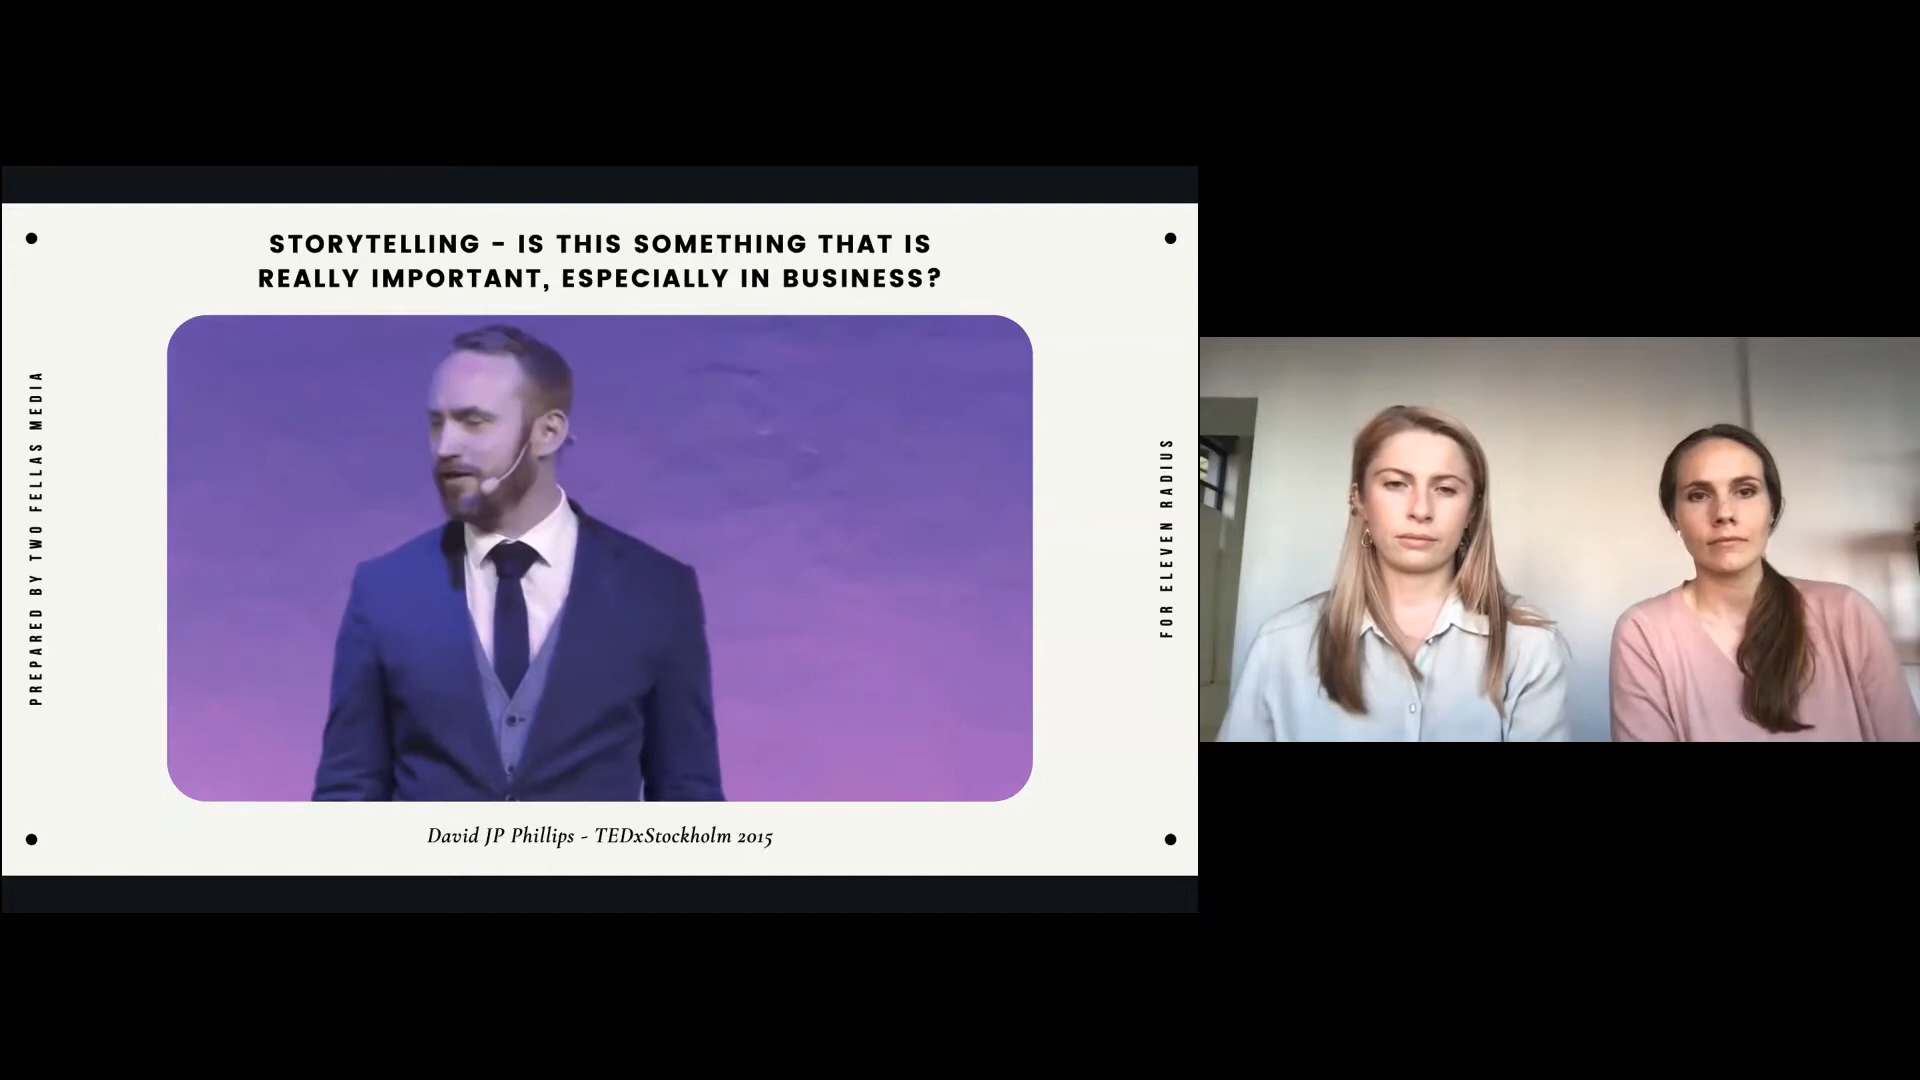 STORYTELLING - IS THIS SOMETHING THAT IS
REALLY IMPORTANT, ESPECIALLY IN BUSINESS?
PREPARED BY TWO FELLAS MEDIA
FOR ELEVEN RADIUS
David JP Phillips - TEDxStockholm 2015